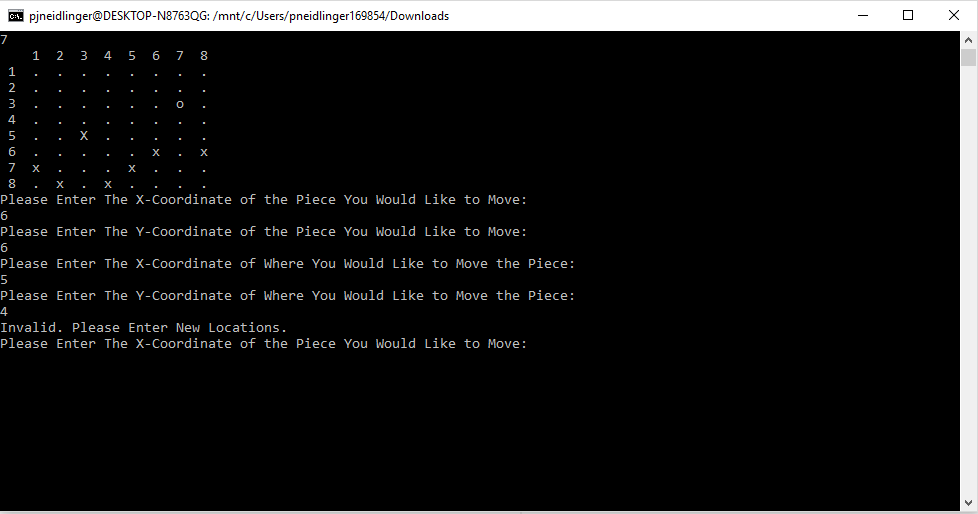 pjneidlinger@DESKTOP-N8763QG: /mnt/c/Users/pneidlinger169854/Downloads
7
    1  2  3  4  5  6  7  8
 1  .  .  .  .  .  .  .  .
 2  .  .  .  .  .  .  .  .
 3  .  .  .  .  .  .  o  .
 4  .  .  .  .  .  .  .  .
 5  .  .  X  .  .  .  .  .
 6  .  .  .  .  .  x  .  x
 7  x  .  .  .  x  .  .  .
 8  .  x  .  x  .  .  .  .
Please Enter The X-Coordinate of the Piece You Would Like to Move:
6
Please Enter The Y-Coordinate of the Piece You Would Like to Move:
6
Please Enter The X-Coordinate of Where You Would Like to Move the Piece:
5
Please Enter The Y-Coordinate of Where You Would Like to Move the Piece:
4
Invalid. Please Enter New Locations.
Please Enter The X-Coordinate of the Piece You Would Like to Move: